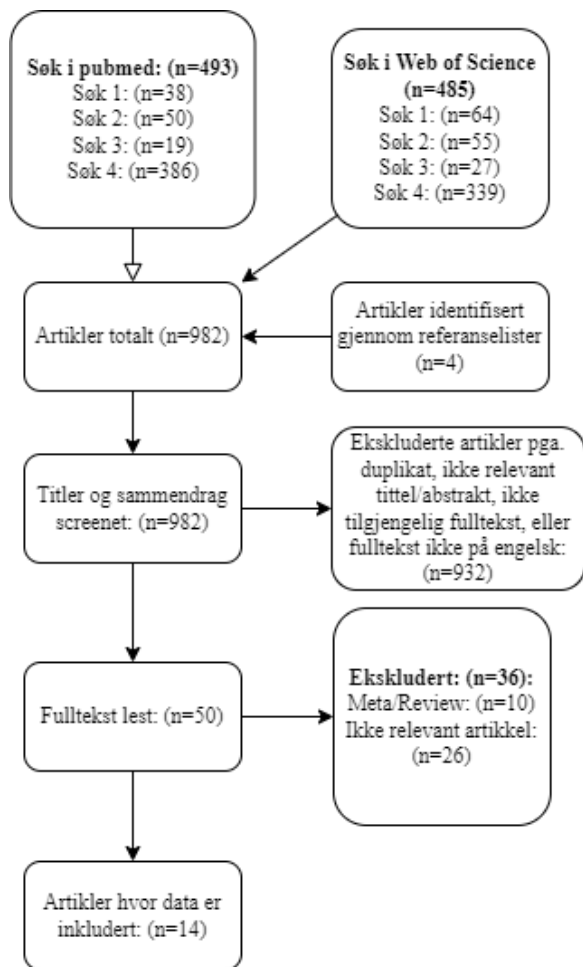 Søk i pubmed: (n=493)
Søk 1: (n=38)
Søk 2: (n=50)
Søk 3: (n=19)
Søk 4: (n=386)
Søk i Web of Science
(n=485)
Søk 1: (n=64)
Søk 2: (n=55)
Søk 3: (n=27)
Søk 4: (n=339)
Artikler totalt (n=982)
Artikler identifisert
gjennom referanselister
(n=4)
Titler og sammendrag
screenet: (n=982)
Ekskluderte artikler pga.
duplikat, ikke relevant
tittel/abstrakt, ikke
tilgjengelig fulltekst, eller
fulltekst ikke på engelsk:
(n=932)
Fulltekst lest: (n=50)
Ekskludert: (n=36):
Meta/Review: (n=10)
Ikke relevant artikkel:
(n=26)
Artikler hvor data er
inkludert: (n=14)